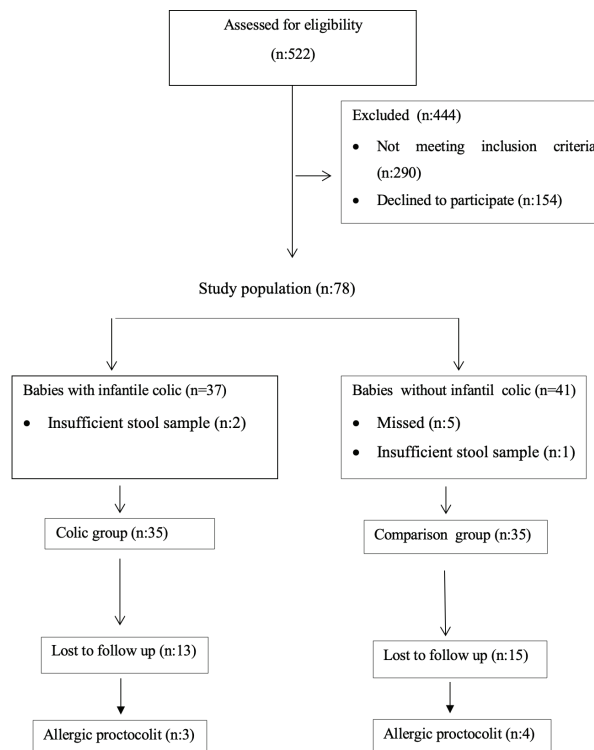 Assessed for eligibility
(n:522)
Excluded (n:444)
• Not meeting inclusion criteria
(n:290)
• Declined to participate (n:154)
Study population (n:78)
Babies with infantile colic (n=37)
• Insufficient stool sample (n:2)
Babies without infantil colic (n=41)
• Missed (n:5)
• Insufficient stool sample (n:1)
Colic group (n:35)
Comparison group (n:35)
Lost to follow up (n:13)
Lost to follow up (n:15)
Allergic proctocolit (n:3)
Allergic proctocolit (n:4)